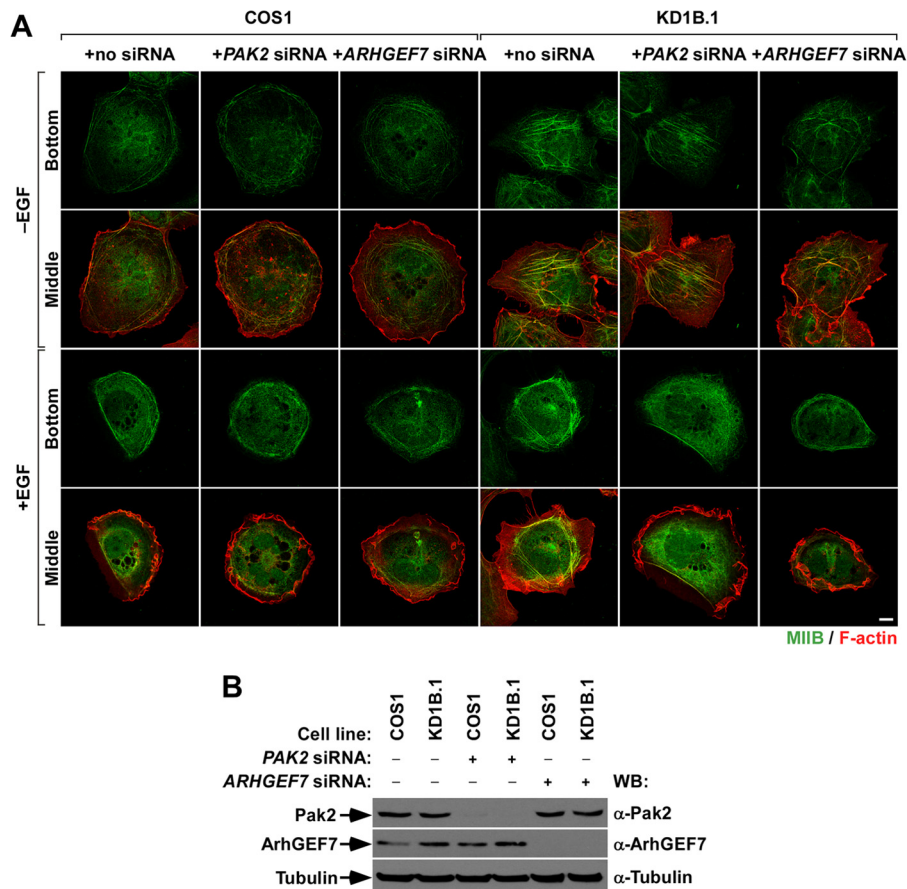 A
COS1 KD1B.1
+no siRNA +PAK2 siRNA +ARHGEF7 siRNA +no siRNA +PAK2 siRNA +ARHGEF7 siRNA
–EGF
Bottom
Middle
+EGF
Bottom
Middle
MIIB / F-actin
B
Cell line: COS1 KD1B.1 COS1 KD1B.1 COS1 KD1B.1
PAK2 siRNA: – – + + – –
ARHGEF7 siRNA: – – – – + + WB:
Pak2 α-Pak2
ArhGEF7 α-ArhGEF7
Tubulin α-Tubulin